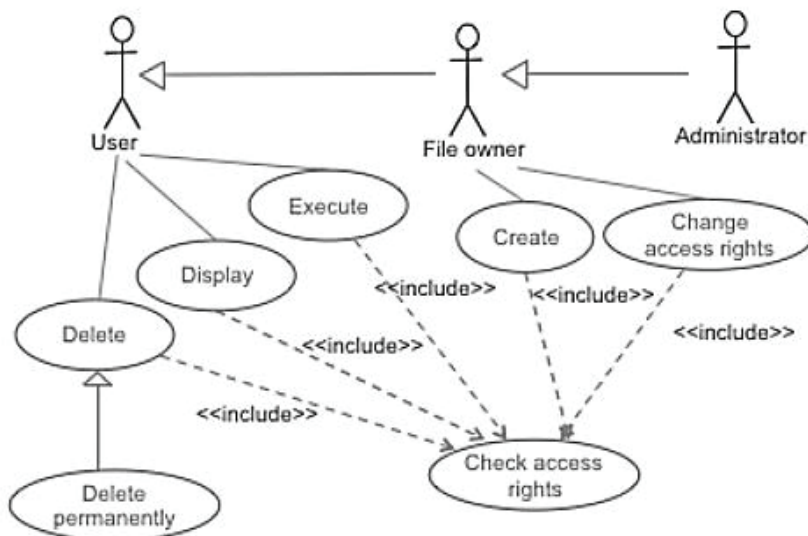 User
File owner
Administrator
Execute
Create
Change
access rights
Display
<<include>>
<<include>>
Delete
<<include>>
<<include>>
<<include>>
Check access
rights
Delete
permanently